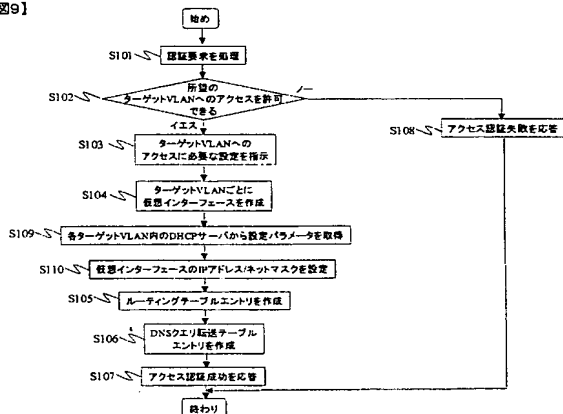 図9】
始め
S101
認証要求を処理
S102
所望の
ターゲットVLANへのアクセスを許可
できる
ノー
イエス
S103
ターゲットVLANへの
アクセスに必要な設定を指示
S108
アクセス認証失敗を応答
S104
ターゲットVLANごとに
仮想インターフェースを作成
S109
各ターゲットVLAN内のDHCPサーバから設定パラメータを取得
S110
仮想インターフェースのIPアドレス/ネットマスクを設定
S105
ルーティングテーブルエントリを作成
S106
DNSクエリ転送テーブル
エントリを作成
S107
アクセス認証成功を応答
終わり